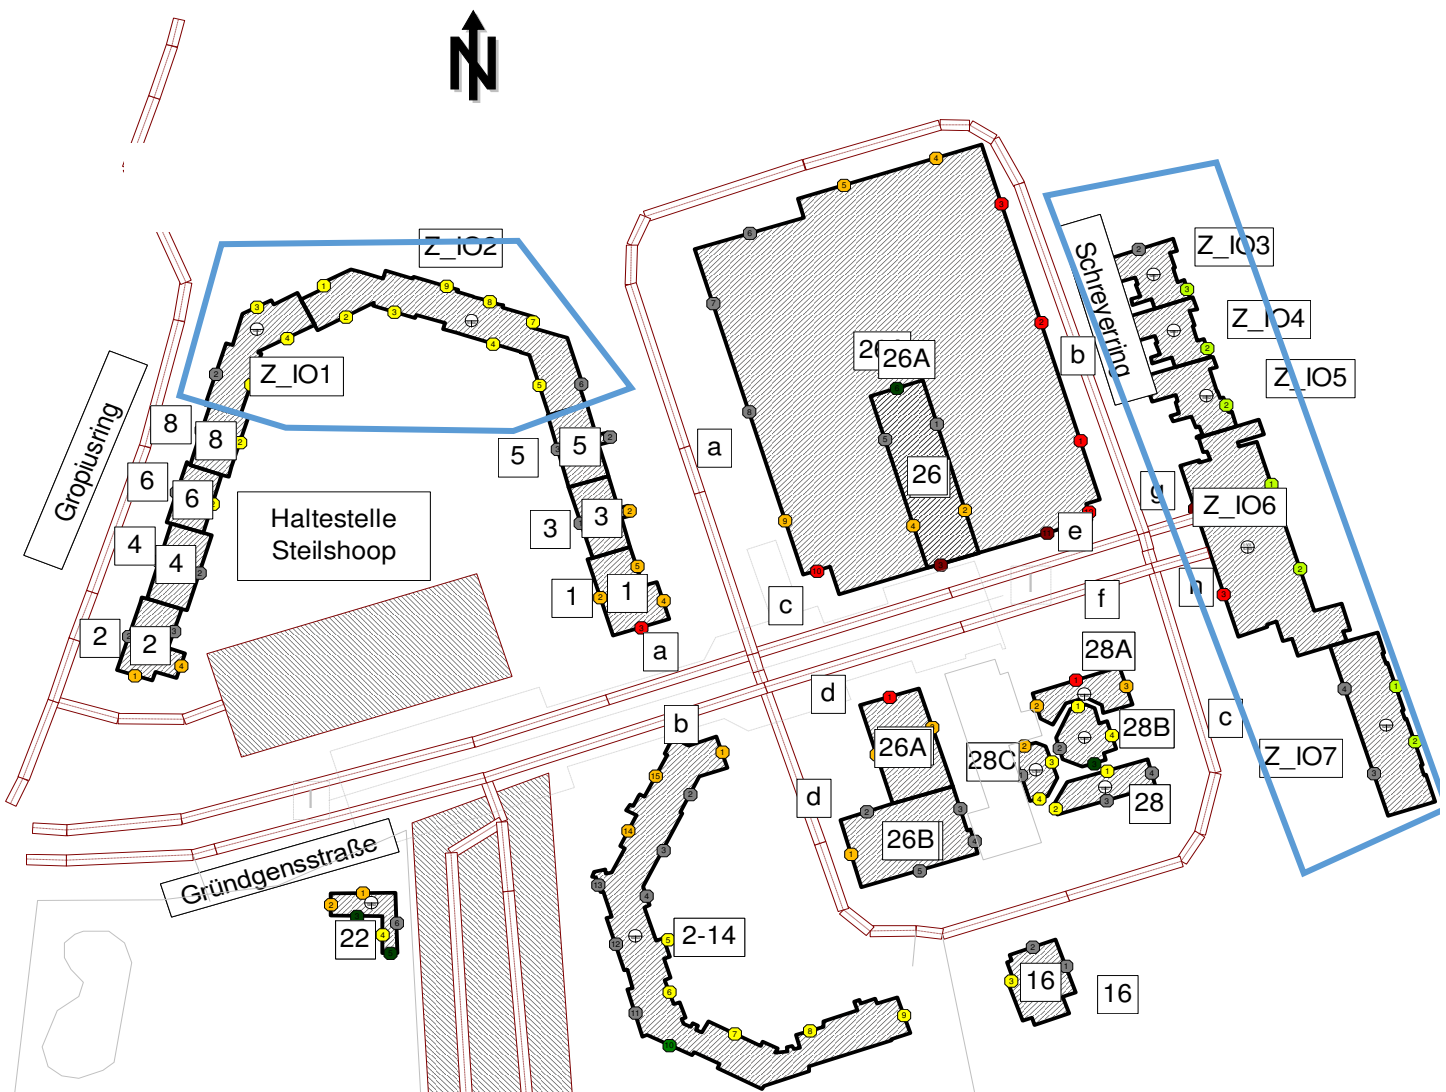 N
Z_IO2
Z_IO3
Z_IO4
Z_IO5
Z_IO1
Schreyerring
Gropiusring
26A
b
a
8
8
6
6
4
4
2
2
5
5
3
3
1
1
a
Haltestelle
Steilshoop
26
g
Z_IO6
e
c
f
h
28A
d
b
26A
28B
28C
c
Z_IO7
d
28
26B
Gründgensstraße
22
2-14
16
16